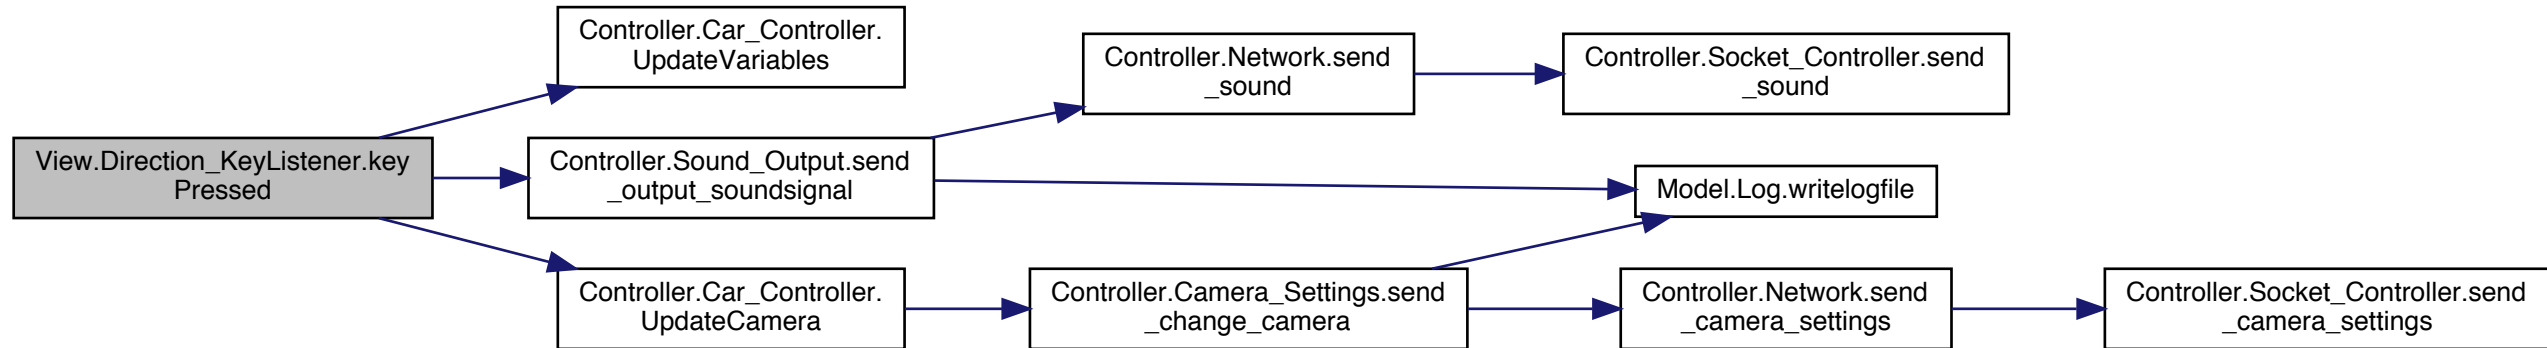 View.Direction_KeyListener.key
Pressed
Controller.Car_Controller.
UpdateVariables
Controller.Sound_Output.send
_output_soundsignal
Controller.Network.send
_sound
Controller.Socket_Controller.send
_sound
Model.Log.writelogfile
Controller.Car_Controller.
UpdateCamera
Controller.Camera_Settings.send
_change_camera
Controller.Network.send
_camera_settings
Controller.Socket_Controller.send
_camera_settings